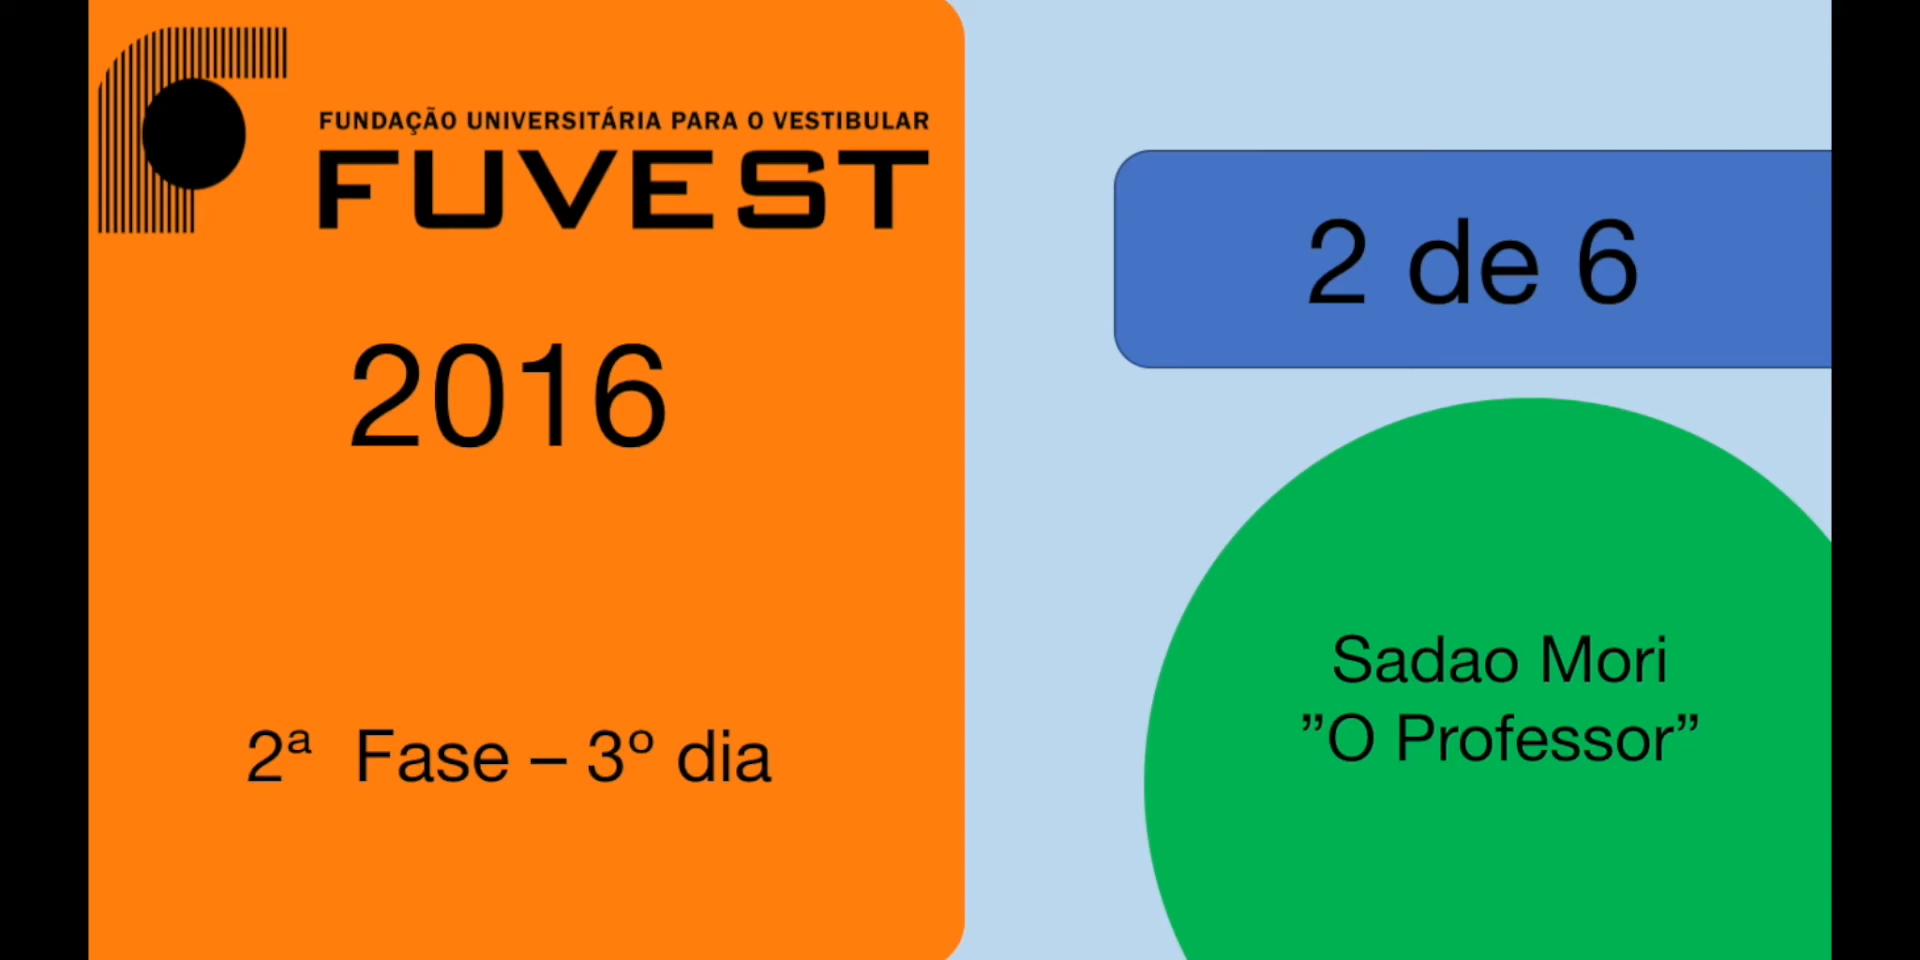 FUNDAÇÃO UNIVERSITÁRIA PARA O VESTIBULAR
FUVEST
2016
2ª Fase – 3º dia
2 de 6
Sadao Mori
”O Professor”